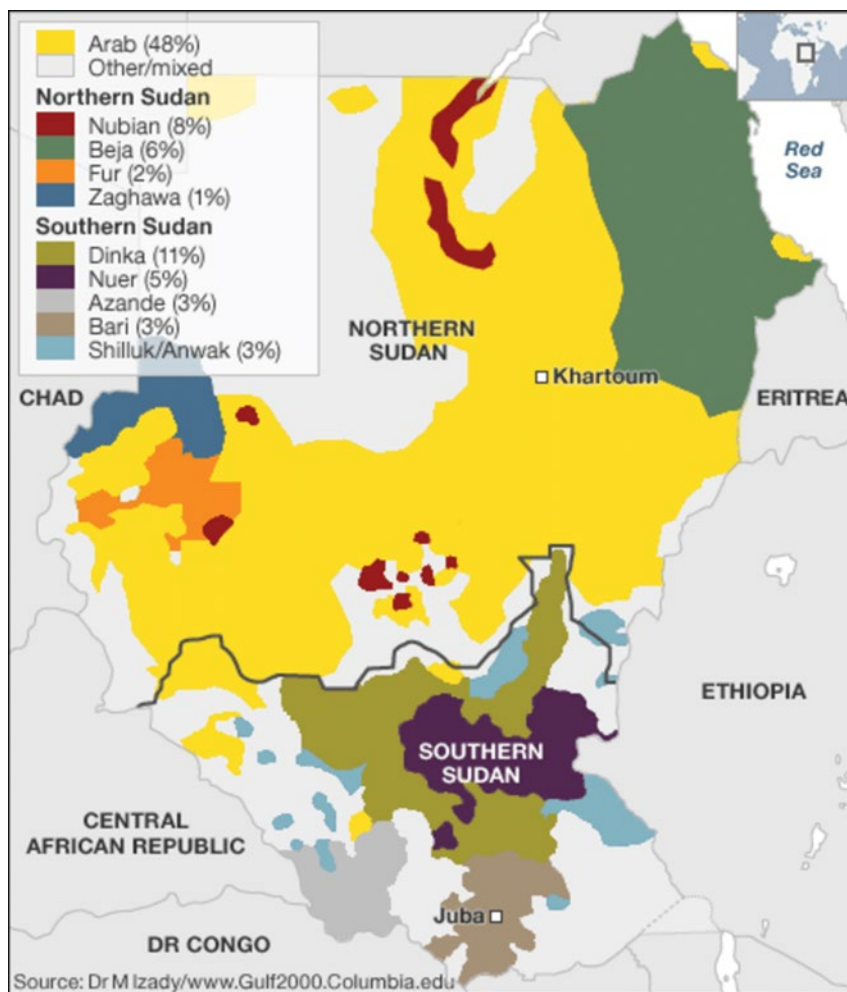 Arab (48%)
Other/mixed
Northern Sudan
Nubian (8%)
Beja (6%)
Fur (2%)
Zaghawa (1%)
Southern Sudan
Dinka (11%)
Nuer (5%)
Azande (3%)
Bari (3%)
Shilluk/Anwak (3%)
Red
Sea
NORTHERN
SUDAN
Khartoum
CHAD
ERITREA
ETHIOPIA
SOUTHERN
SUDAN
CENTRAL
AFRICAN REPUBLIC
Juba
DR CONGO
Source: Dr M Izady/www.Gulf2000.Columbia.edu